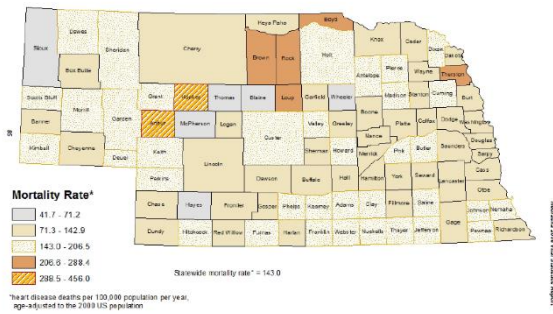 Boyd
Keya Paha
Knox
Cedar
Dixon
Dakota
Dawes
Sioux
Sheridan
Cherry
Brown
Rock
Holt
Antelope
Pierce
Wayne
Thurston
Box Butte
Grant
Hooker
Thomas
Blaine
Loup
Garfield
Wheeler
Madison
Stanton
Cuming
Burt
Scotts Bluff
Morrill
Garden
Arthur
McPherson
Logan
Custer
Valley
Greeley
Boone
Platte
Colfax
Dodge
Washington
Banner
Nance
Douglas
Kimball
Cheyenne
Deuel
Keith
Lincoln
Sherman
Howard
Merrick
Polk
Butler
Saunders
Sarpy
Perkins
Dawson
Buffalo
Hall
Hamilton
York
Seward
Lancaster
Cass
Otoe
Chase
Hayes
Frontier
Gosper
Phelps
Kearney
Adams
Clay
Fillmore
Saline
Johnson
Nemaha
Gage
Dundy
Hitchcock
Red Willow
Furnas
Harlan
Franklin
Webster
Nuckolls
Thayer
Jefferson
Pawnee
Richardson
Mortality Rate*
41.7 - 71.2
71.3 - 142.9
143.0 - 206.5
206.6 - 288.4
288.5 - 456.0
Statewide mortality rate* = 143.0
*heart disease deaths per 100,000 population per year,
age-adjusted to the 2000 US population